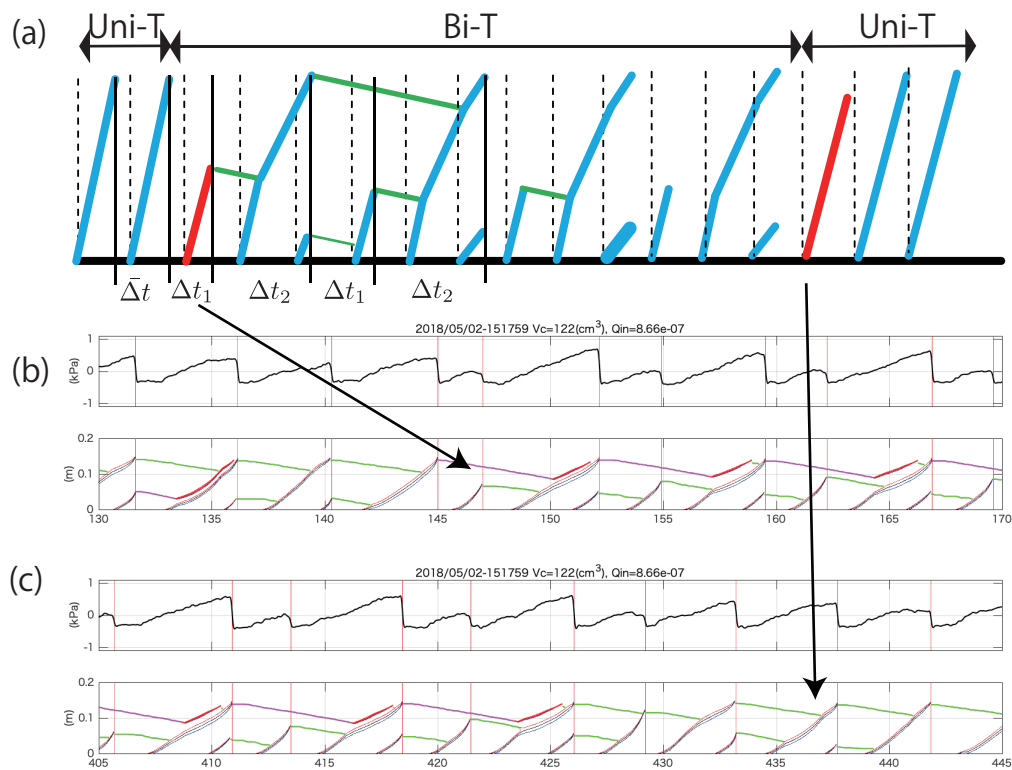 (a)
Uni-T Bi-T Uni-T
Δ̄t Δt₁ Δt₂ Δt₁ Δt₂
2018/05/02-151759 Vc=122(cm³), Qin=8.66e-07
(b)
(kPa)
1
0
-1
(m)
0.2
0.1
0
130 135 140 145 150 155 160 165 170
(c)
2018/05/02-151759 Vc=122(cm³), Qin=8.66e-07
(kPa)
1
0
-1
(m)
0.2
0.1
0
405 410 415 420 425 430 435 440 445